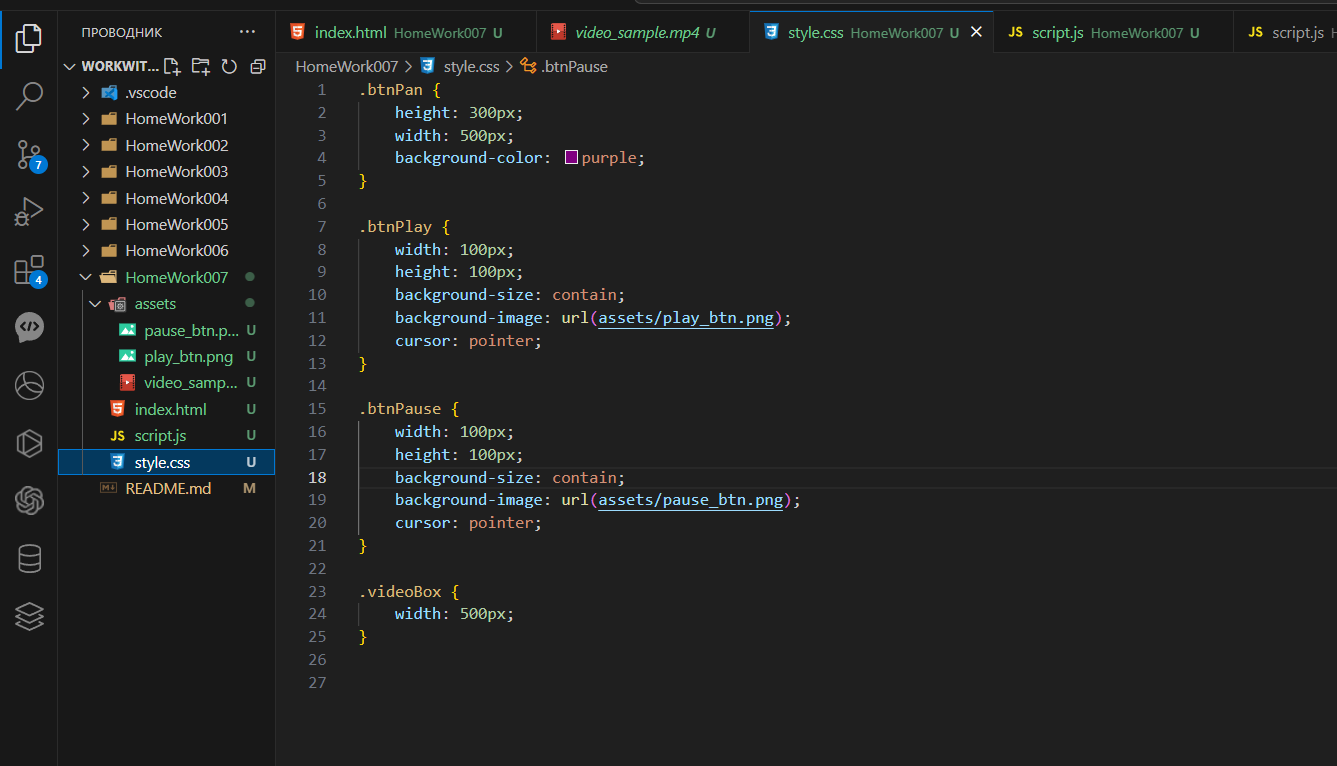 ПРОВОДНИК ···
WORKWIT...
.vscode
HomeWork001
HomeWork002
HomeWork003
HomeWork004
HomeWork005
HomeWork006
HomeWork007
assets
pause_btn.p... U
play_btn.png U
video_samp... U
index.html U
JS script.js U
style.css U
README.md M
7
4
index.html HomeWork007 U
video_sample.mp4 U
style.css HomeWork007 U
JS script.js HomeWork007 U
JS script.js H
HomeWork007 > style.css > .btnPause
1 .btnPan {
2 height: 300px;
3 width: 500px;
4 background-color: purple;
5 }
6
7 .btnPlay {
8 width: 100px;
9 height: 100px;
10 background-size: contain;
11 background-image: url(assets/play_btn.png);
12 cursor: pointer;
13 }
14
15 .btnPause {
16 width: 100px;
17 height: 100px;
18 background-size: contain;
19 background-image: url(assets/pause_btn.png);
20 cursor: pointer;
21 }
22
23 .videoBox {
24 width: 500px;
25 }
26
27